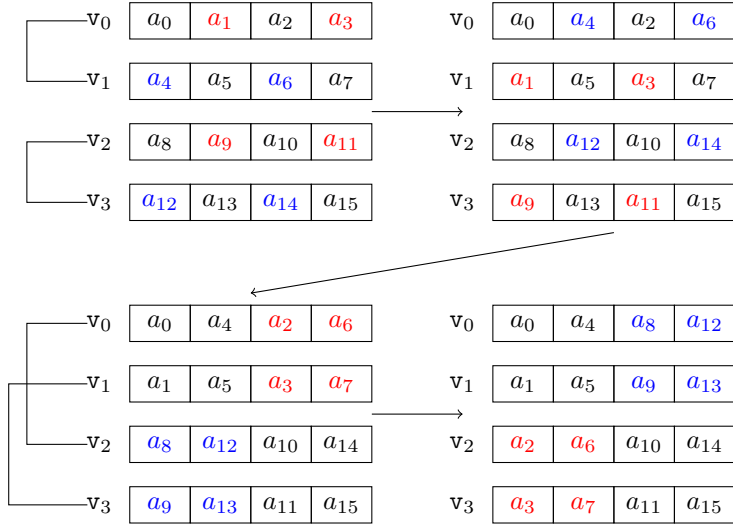 v₀ a₀ a₁ a₂ a₃ v₀ a₀ a₄ a₂ a₆
v₁ a₄ a₅ a₆ a₇ v₁ a₁ a₅ a₃ a₇
v₂ a₈ a₉ a₁₀ a₁₁ v₂ a₈ a₁₂ a₁₀ a₁₄
v₃ a₁₂ a₁₃ a₁₄ a₁₅ v₃ a₉ a₁₃ a₁₁ a₁₅
v₀ a₀ a₄ a₂ a₆ v₀ a₀ a₄ a₈ a₁₂
v₁ a₁ a₅ a₃ a₇ v₁ a₁ a₅ a₉ a₁₃
v₂ a₈ a₁₂ a₁₀ a₁₄ v₂ a₂ a₆ a₁₀ a₁₄
v₃ a₉ a₁₃ a₁₁ a₁₅ v₃ a₃ a₇ a₁₁ a₁₅